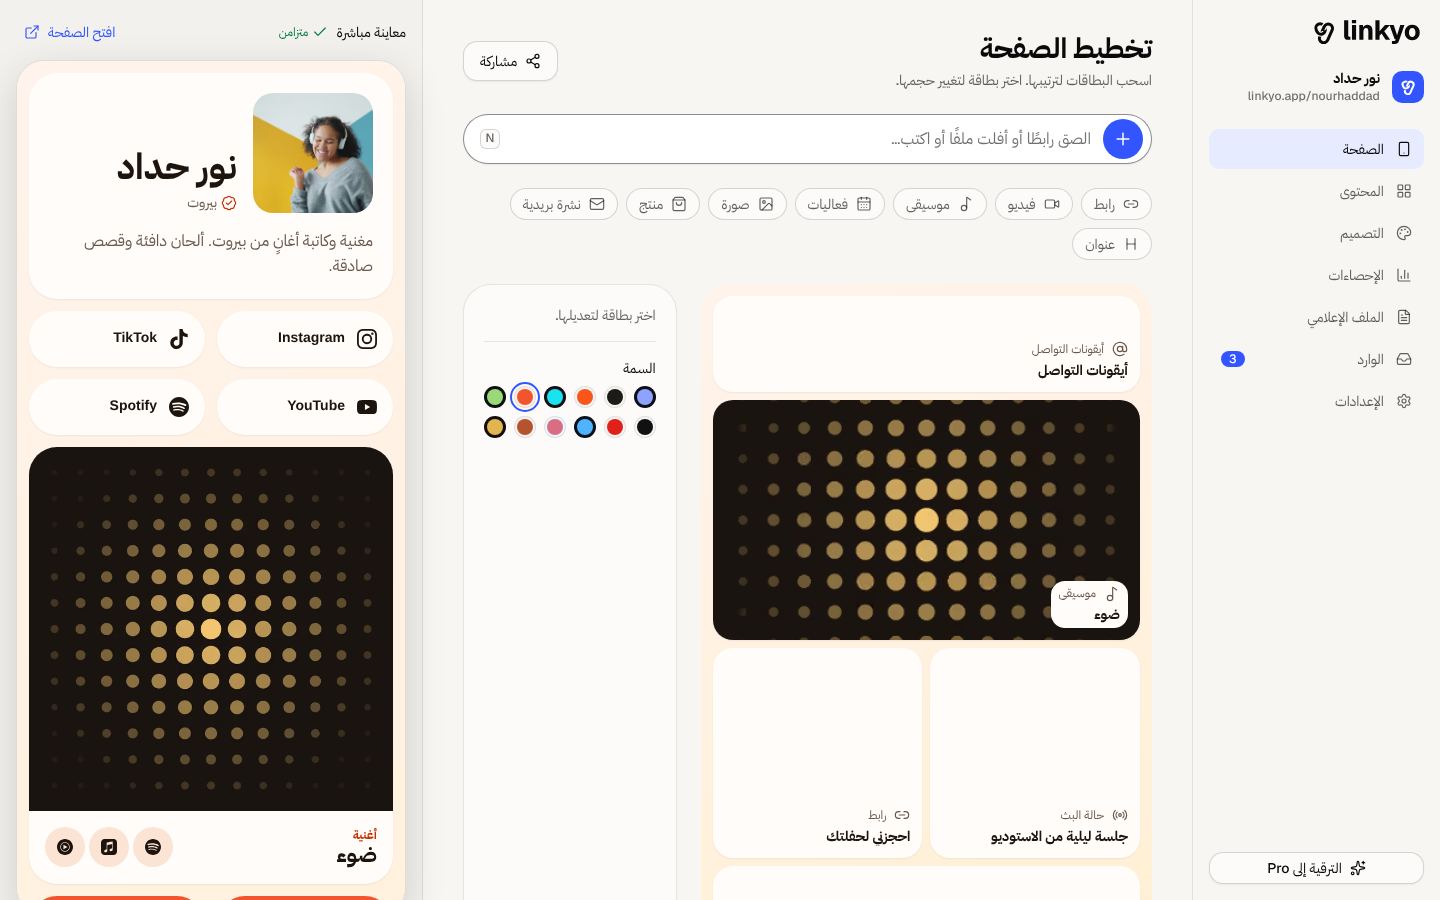 linkyo
نور حداد
linkyo.app/nourhaddad
الصفحة
المحتوى
التصميم
الإحصاءات
الملف الإعلامي
الوارد
3
الإعدادات
الترقية إلى Pro
تخطيط الصفحة
اسحب البطاقات لترتيبها. اختر بطاقة لتغيير حجمها.
مشاركة
الصق رابطًا أو أفلت ملفًا أو اكتب...
N
رابط
فيديو
موسيقى
فعاليات
صورة
منتج
نشرة بريدية
عنوان
أيقونات التواصل
أيقونات التواصل
موسيقى
ضوء
حالة البث
جلسة ليلية من الاستوديو
رابط
احجزني لحفلتك
اختر بطاقة لتعديلها.
السمة
معاينة مباشرة
متزامن
افتح الصفحة
نور حداد
بيروت
مغنية وكاتبة أغانٍ من بيروت. ألحان دافئة وقصص
صادقة.
Instagram
TikTok
YouTube
Spotify
أغنية
ضوء